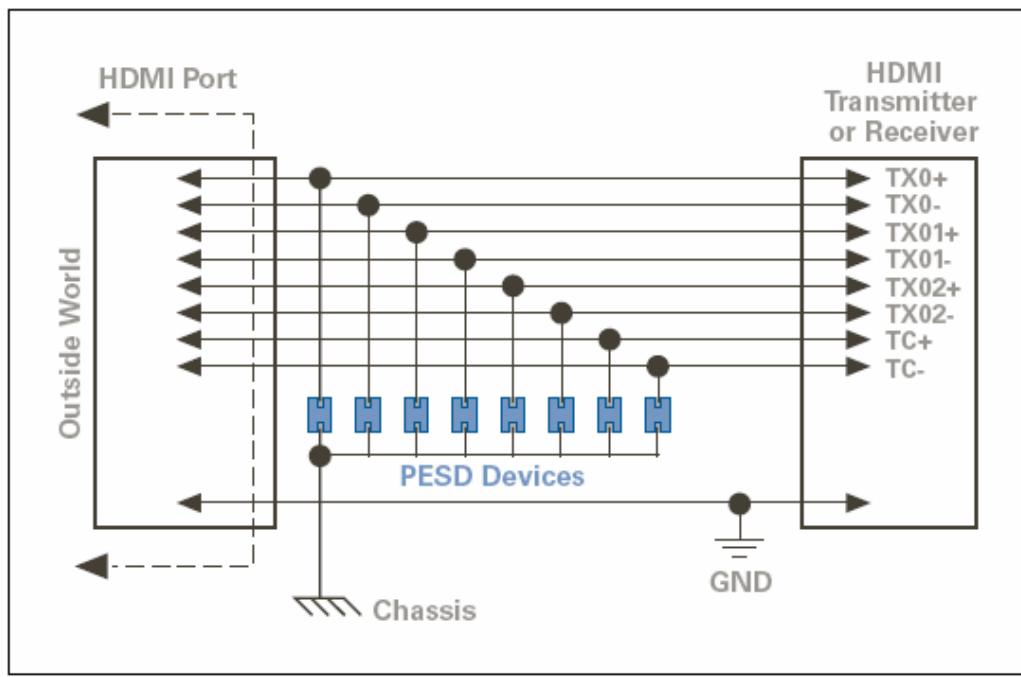 HDMI Port
HDMI
Transmitter
or Receiver
Outside World
TX0+
TX0-
TX01+
TX01-
TX02+
TX02-
TC+
TC-
PESD Devices
GND
Chassis